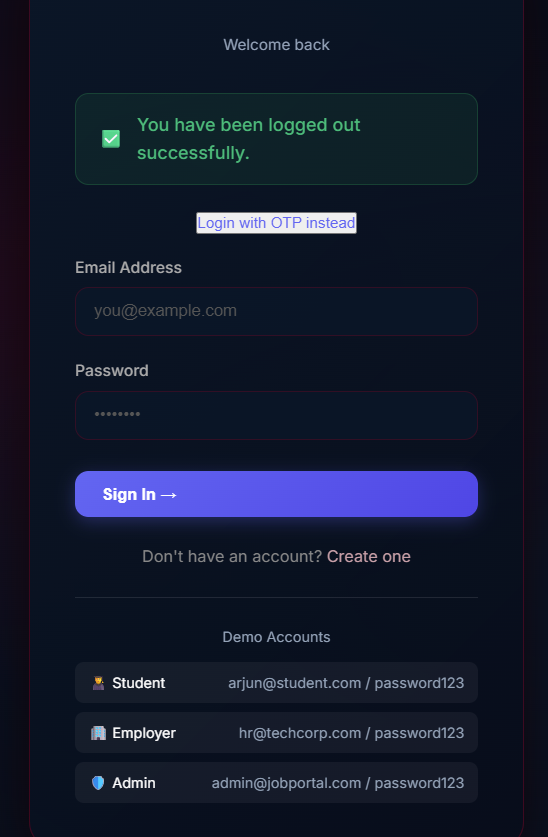 Welcome back
You have been logged out
successfully.
Login with OTP instead
Email Address
you@example.com
Password
••••••••
Sign In →
Don't have an account? Create one
Demo Accounts
Student arjun@student.com / password123
Employer hr@techcorp.com / password123
Admin admin@jobportal.com / password123